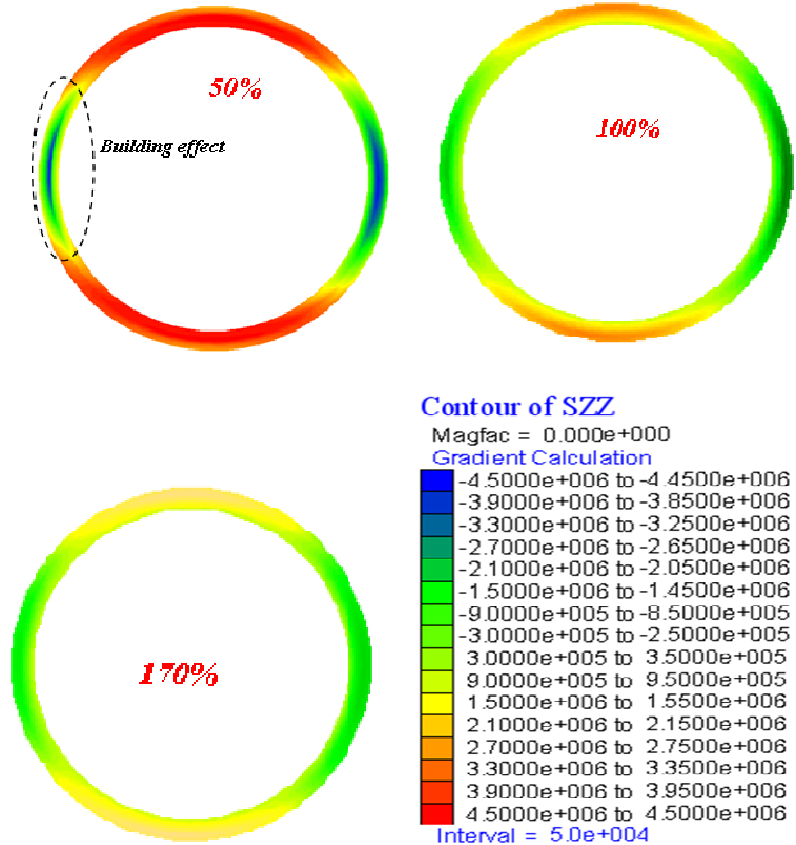 50%
100%
Building effect
170%
Contour of SZZ
Magfac = 0.000e+000
Gradient Calculation
-4.5000e+006 to -4.4500e+006
-3.9000e+006 to -3.8500e+006
-3.3000e+006 to -3.2500e+006
-2.7000e+006 to -2.6500e+006
-2.1000e+006 to -2.0500e+006
-1.5000e+006 to -1.4500e+006
-9.0000e+005 to -8.5000e+005
-3.0000e+005 to -2.5000e+005
3.0000e+005 to 3.5000e+005
9.0000e+005 to 9.5000e+005
1.5000e+006 to 1.5500e+006
2.1000e+006 to 2.1500e+006
2.7000e+006 to 2.7500e+006
3.3000e+006 to 3.3500e+006
3.9000e+006 to 3.9500e+006
4.5000e+006 to 4.5000e+006
Interval = 5.0e+004